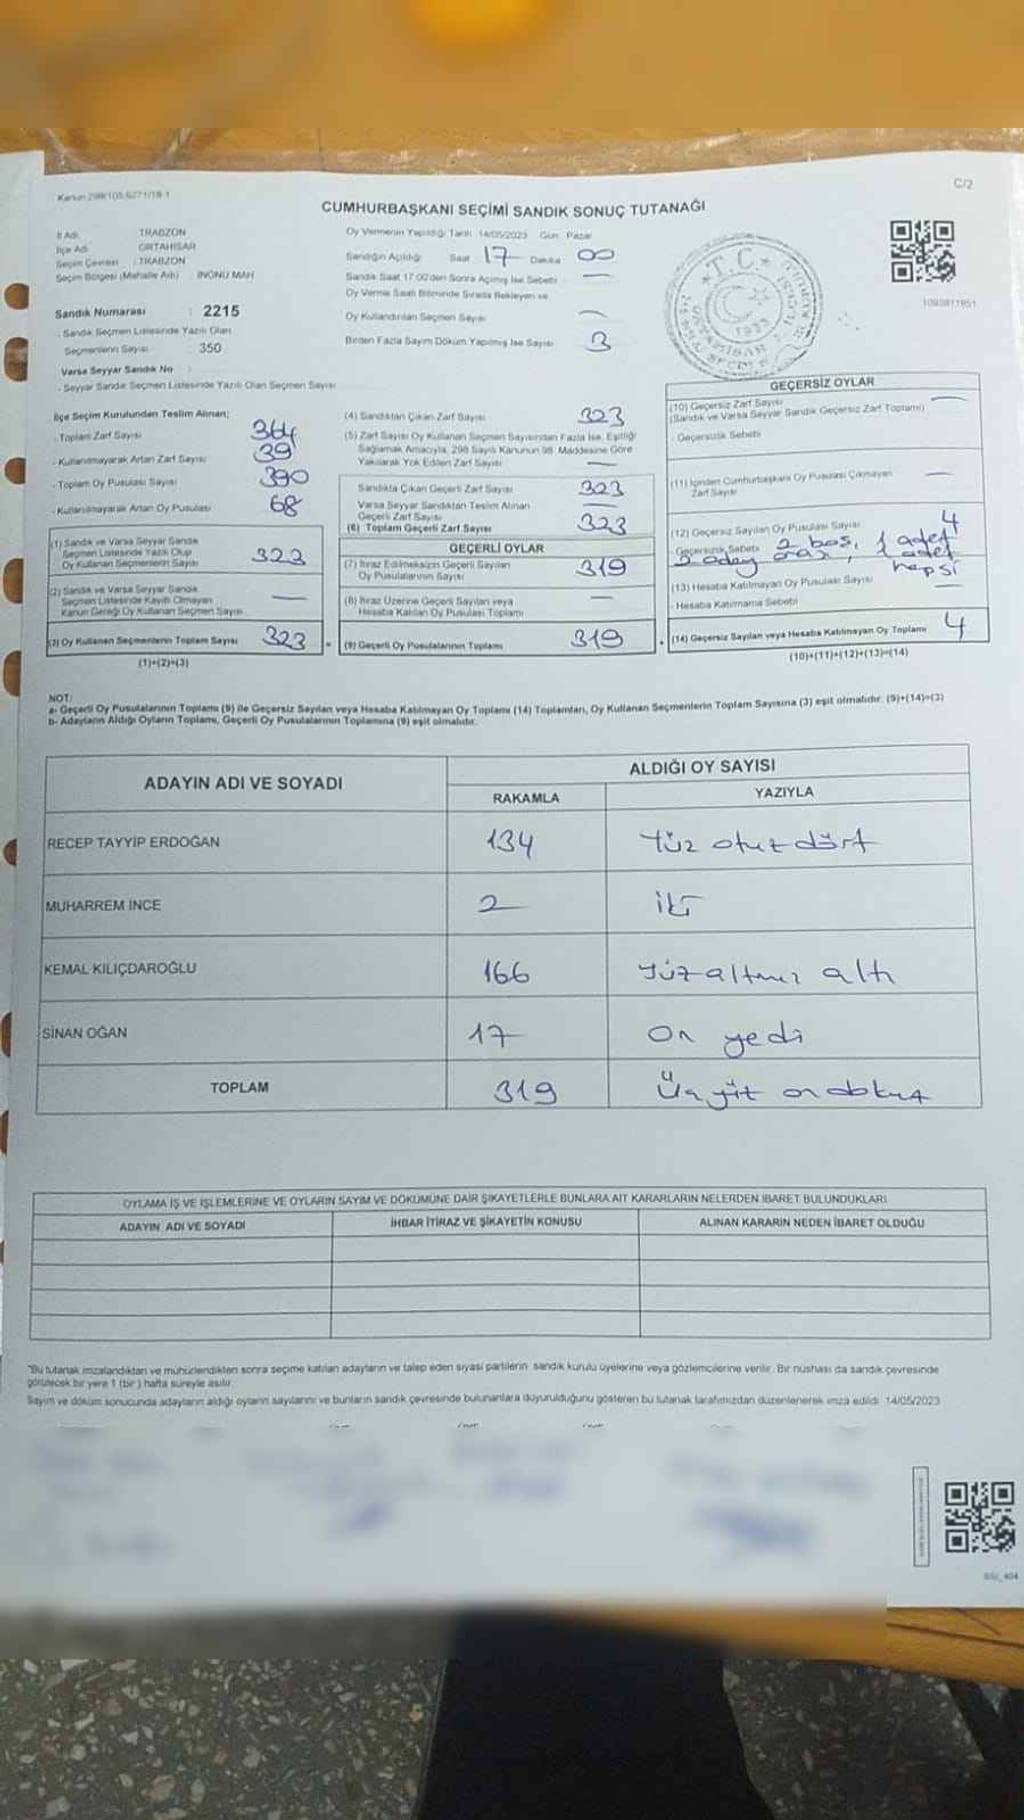 Kanun 298/105,6271/18-1
C/2
CUMHURBAŞKANI SEÇİMİ SANDIK SONUÇ TUTANAĞI
İl Adı TRABZON
İlçe Adı ORTAHİSAR
Seçim Çevresi : TRABZON
Seçim Bölgesi (Mahalle Adı) İNÖNÜ MAH
Sandık Numarası : 2215
- Sandık Seçmen Listesinde Yazılı Olan
Seçmenlerin Sayısı : 350
Varsa Seyyar Sandık No
- Seyyar Sandık Seçmen Listesinde Yazılı Olan Seçmen Sayısı
Oy Vermenin Yapıldığı Tarih 14/05/2023 Gün: Pazar
Sandığın Açıldığı Saat 17 Dakika 00
Sandık Saat 17:00'den Sonra Açılmış İse Sebebi —
Oy Verme Saati Bitiminde Sırada Bekleyen ve
Oy Kullandırılan Seçmen Sayısı —
Birden Fazla Sayım Döküm Yapılmış İse Sayısı 3
T.C.
1923
1093811951
İlçe Seçim Kurulundan Teslim Alınan;
- Toplam Zarf Sayısı 364
- Kullanılmayarak Artan Zarf Sayısı 39
- Toplam Oy Pusulası Sayısı 390
- Kullanılmayarak Artan Oy Pusulası 68
(1) Sandık ve Varsa Seyyar Sandık
Seçmen Listesinde Yazılı Olup
Oy Kullanan Seçmenlerin Sayısı 323
(2) Sandık ve Varsa Seyyar Sandık
Seçmen Listesinde Kayıtlı Olmayan
Kanun Gereği Oy Kullanan Seçmen Sayısı —
(3) Oy Kullanan Seçmenlerin Toplam Sayısı 323
(1)+(2)=(3)
(4) Sandıktan Çıkan Zarf Sayısı 323
(5) Zarf Sayısı Oy Kullanan Seçmen Sayısından Fazla İse, Eşitliği
Sağlamak Amacıyla, 298 Sayılı Kanunun 98. Maddesine Göre
Yakılarak Yok Edilen Zarf Sayısı —
Sandıkta Çıkan Geçerli Zarf Sayısı 323
Varsa Seyyar Sandıktan Teslim Alınan
Geçerli Zarf Sayısı —
(6) Toplam Geçerli Zarf Sayısı 323
GEÇERLİ OYLAR
(7) İtiraz Edilmeksizin Geçerli Sayılan
Oy Pusulalarının Sayısı 319
(8) İtiraz Üzerine Geçerli Sayılan veya
Hesaba Katılan Oy Pusulası Toplamı —
= (9) Geçerli Oy Pusulalarının Toplamı 319
GEÇERSİZ OYLAR
(10) Geçersiz Zarf Sayısı
(Sandık ve Varsa Seyyar Sandık Geçersiz Zarf Toplamı) —
- Geçersizlik Sebebi
(11) İçinden Cumhurbaşkanı Oy Pusulası Çıkmayan
Zarf Sayısı —
(12) Geçersiz Sayılan Oy Pusulası Sayısı 4
- Geçersizlik Sebebi 2 boş, 1 adet
3 aday 1 adet
hepsi
(13) Hesaba Katılmayan Oy Pusulası Sayısı —
- Hesaba Katılmama Sebebi
+ (14) Geçersiz Sayılan veya Hesaba Katılmayan Oy Toplamı 4
(10)+(11)+(12)+(13)=(14)
NOT:
a- Geçerli Oy Pusulalarının Toplamı (9) ile Geçersiz Sayılan veya Hesaba Katılmayan Oy Toplamı (14) Toplamları, Oy Kullanan Seçmenlerin Toplam Sayısına (3) eşit olmalıdır. (9)+(14)=(3)
b- Adayların Aldığı Oyların Toplamı, Geçerli Oy Pusulalarının Toplamına (9) eşit olmalıdır.
ADAYIN ADI VE SOYADI ALDIĞI OY SAYISI
RAKAMLA YAZIYLA
RECEP TAYYİP ERDOĞAN 134 Yüz otuz dört
MUHARREM İNCE 2 iki
KEMAL KILIÇDAROĞLU 166 Yüz altmış altı
SİNAN OĞAN 17 On yedi
TOPLAM 319 Üçyüz on dokuz
OYLAMA İŞ VE İŞLEMLERİNE VE OYLARIN SAYIM VE DÖKÜMÜNE DAİR ŞİKAYETLERLE BUNLARA AİT KARARLARIN NELERDEN İBARET BULUNDUKLARI
ADAYIN ADI VE SOYADI İHBAR İTİRAZ VE ŞİKAYETİN KONUSU ALINAN KARARIN NEDEN İBARET OLDUĞU
"Bu tutanak imzalandıktan ve mühürlendikten sonra seçime katılan adayların ve talep eden siyasi partilerin sandık kurulu üyelerine veya gözlemcilerine verilir. Bir nüshası da sandık çevresinde
görülecek bir yere 1 (bir) hafta süreyle asılır.
Sayım ve döküm sonucunda adayların aldığı oyların sayılarını ve bunların sandık çevresinde bulunanlara duyurulduğunu gösteren bu tutanak tarafımızdan düzenlenerek imza edildi. 14/05/2023